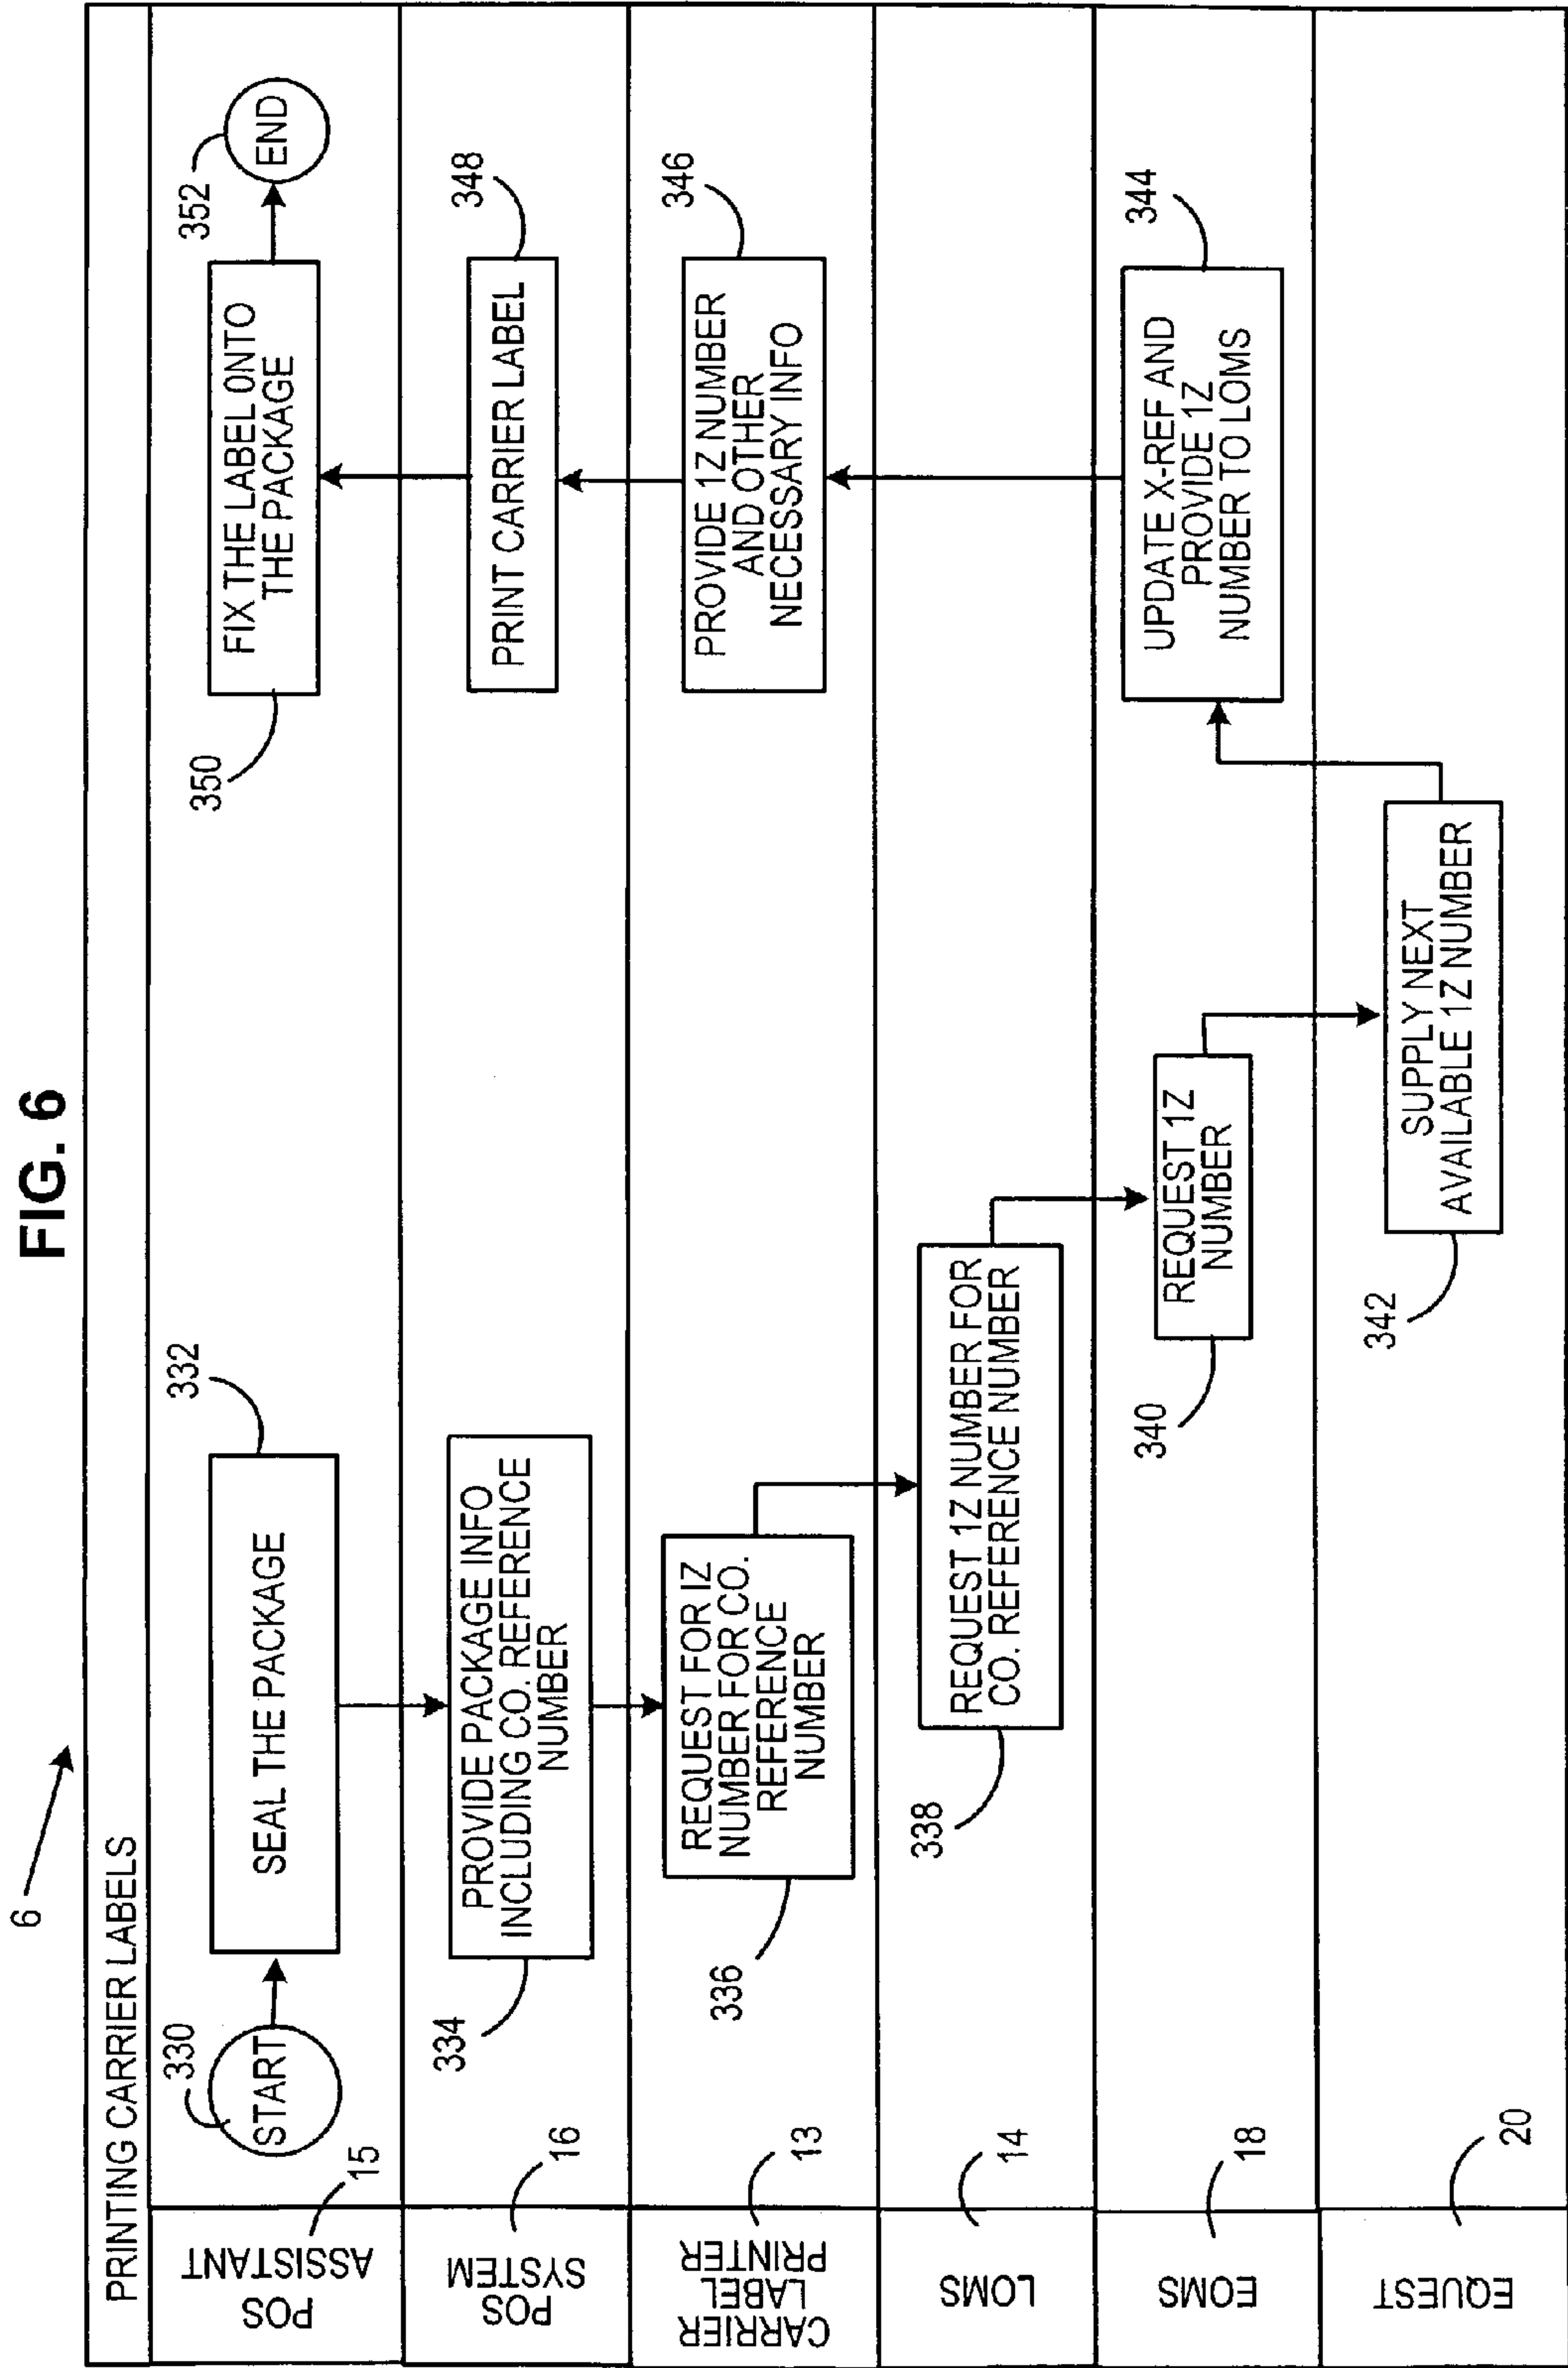 FIG. 6
6
PRINTING CARRIER LABELS
POS
ASSISTANT
15
330
START
SEAL THE PACKAGE
332
350
FIX THE LABEL ONTO
THE PACKAGE
352
END
POS
SYSTEM
16
334
PROVIDE PACKAGE INFO
INCLUDING CO. REFERENCE
NUMBER
PRINT CARRIER LABEL
348
CARRIER
LABEL
PRINTER
13
336
REQUEST FOR IZ
NUMBER FOR CO.
REFERENCE
NUMBER
PROVIDE 1Z NUMBER
AND OTHER
NECESSARY INFO
346
LOMS
14
338
REQUEST 1Z NUMBER FOR
CO. REFERENCE NUMBER
EOMS
18
340
REQUEST 1Z
NUMBER
UPDATE X-REF AND
PROVIDE 1Z
NUMBER TO LOMS
344
EQUEST
20
342
SUPPLY NEXT
AVAILABLE 1Z NUMBER